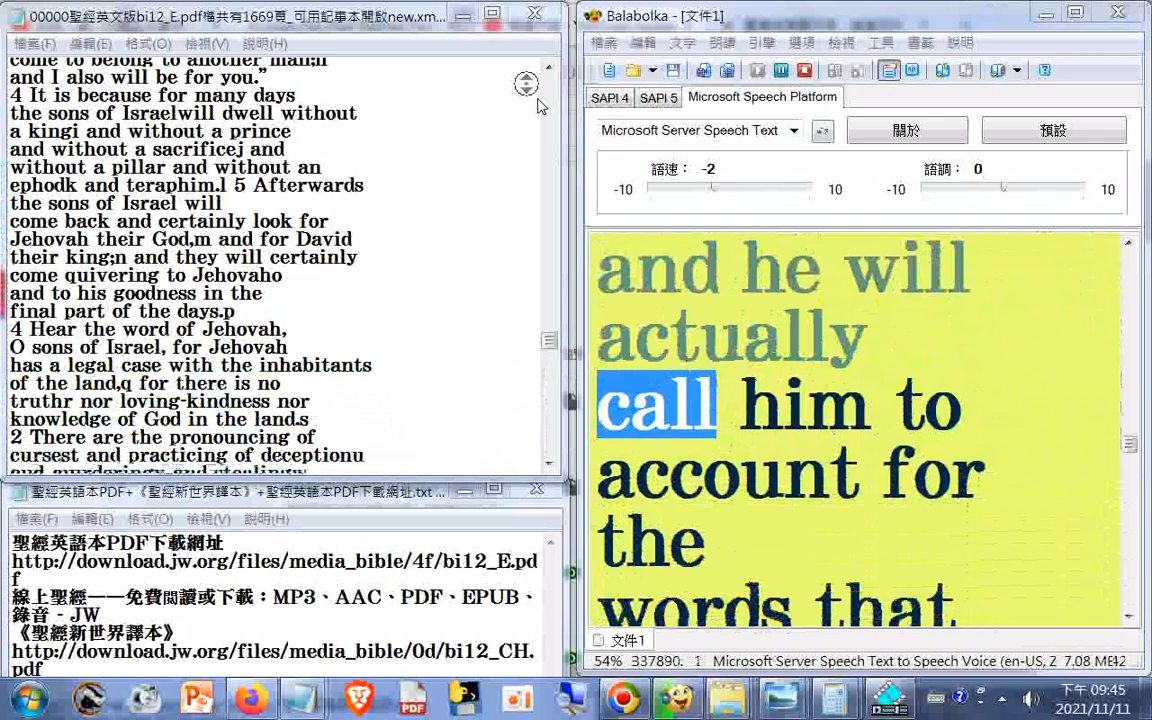 00000聖經英文版bi12_E.pdf檔共有1669頁_可用記事本開啟new.xm...
檔案(F) 編輯(E) 格式(O) 檢視(V) 說明(H)
come to belong to another man;h
and I also will be for you.”
4 It is because for many days
the sons of Israelwill dwell without
a kingi and without a prince
and without a sacrificej and
without a pillar and without an
ephodk and teraphim.l 5 Afterwards
the sons of Israel will
come back and certainly look for
Jehovah their God,m and for David
their king;n and they will certainly
come quivering to Jehovaho
and to his goodness in the
final part of the days.p
4 Hear the word of Jehovah,
O sons of Israel, for Jehovah
has a legal case with the inhabitants
of the land,q for there is no
truthr nor loving-kindness nor
knowledge of God in the land.s
2 There are the pronouncing of
cursest and practicing of deceptionu
and murderingv and stealingw
聖經英語本PDF+《聖經新世界譯本》+聖經英語本PDF下載網址.txt ...
檔案(F) 編輯(E) 格式(O) 檢視(V) 說明(H)
聖經英語本PDF下載網址
http://download.jw.org/files/media_bible/4f/bi12_E.pd
f
線上聖經——免費閱讀或下載：MP3、AAC、PDF、EPUB、
錄音 - JW
《聖經新世界譯本》
http://download.jw.org/files/media_bible/0d/bi12_CH.
pdf
Balabolka - [文件1]
檔案 編輯 文字 朗讀 引擎 選項 檢視 工具 書籤 說明
SAPI 4 SAPI 5 Microsoft Speech Platform
Microsoft Server Speech Text 關於 預設
語速： -2 語調： 0
-10 10 -10 10
and he will
actually
call him to
account for
the
words that
文件1
54% 337890. 1 Microsoft Server Speech Text to Speech Voice (en-US, Z 7.08 ME42
下午 09:45
2021/11/11